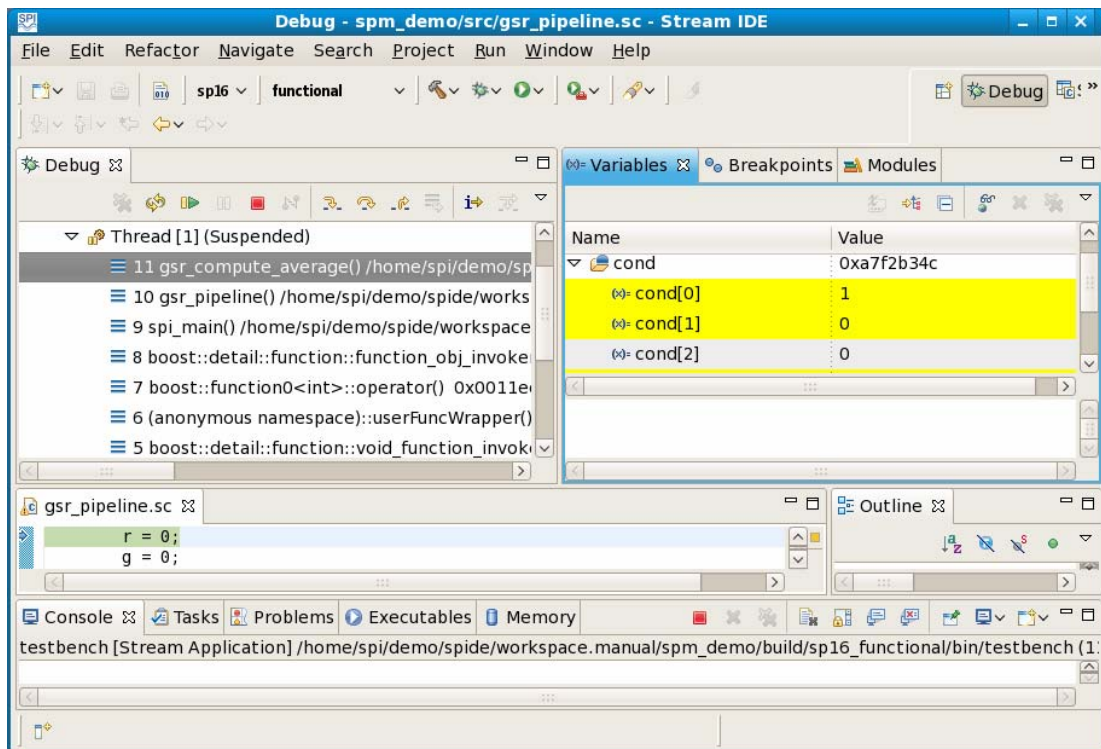 SPI
Debug - spm_demo/src/gsr_pipeline.sc - Stream IDE
File Edit Refactor Navigate Search Project Run Window Help
010 sp16 functional Debug
Debug
Variables Breakpoints Modules
Thread [1] (Suspended)
11 gsr_compute_average() /home/spi/demo/sp
10 gsr_pipeline() /home/spi/demo/spide/works
9 spi_main() /home/spi/demo/spide/workspace
8 boost::detail::function::function_obj_invoke
7 boost::function0<int>::operator() 0x0011e
6 (anonymous namespace)::userFuncWrapper()
5 boost::detail::function::void_function_invok
Name Value
cond 0xa7f2b34c
(x)= cond[0] 1
(x)= cond[1] 0
(x)= cond[2] 0
gsr_pipeline.sc
r = 0;
g = 0;
Outline
Console Tasks Problems Executables Memory
testbench [Stream Application] /home/spi/demo/spide/workspace.manual/spm_demo/build/sp16_functional/bin/testbench (1